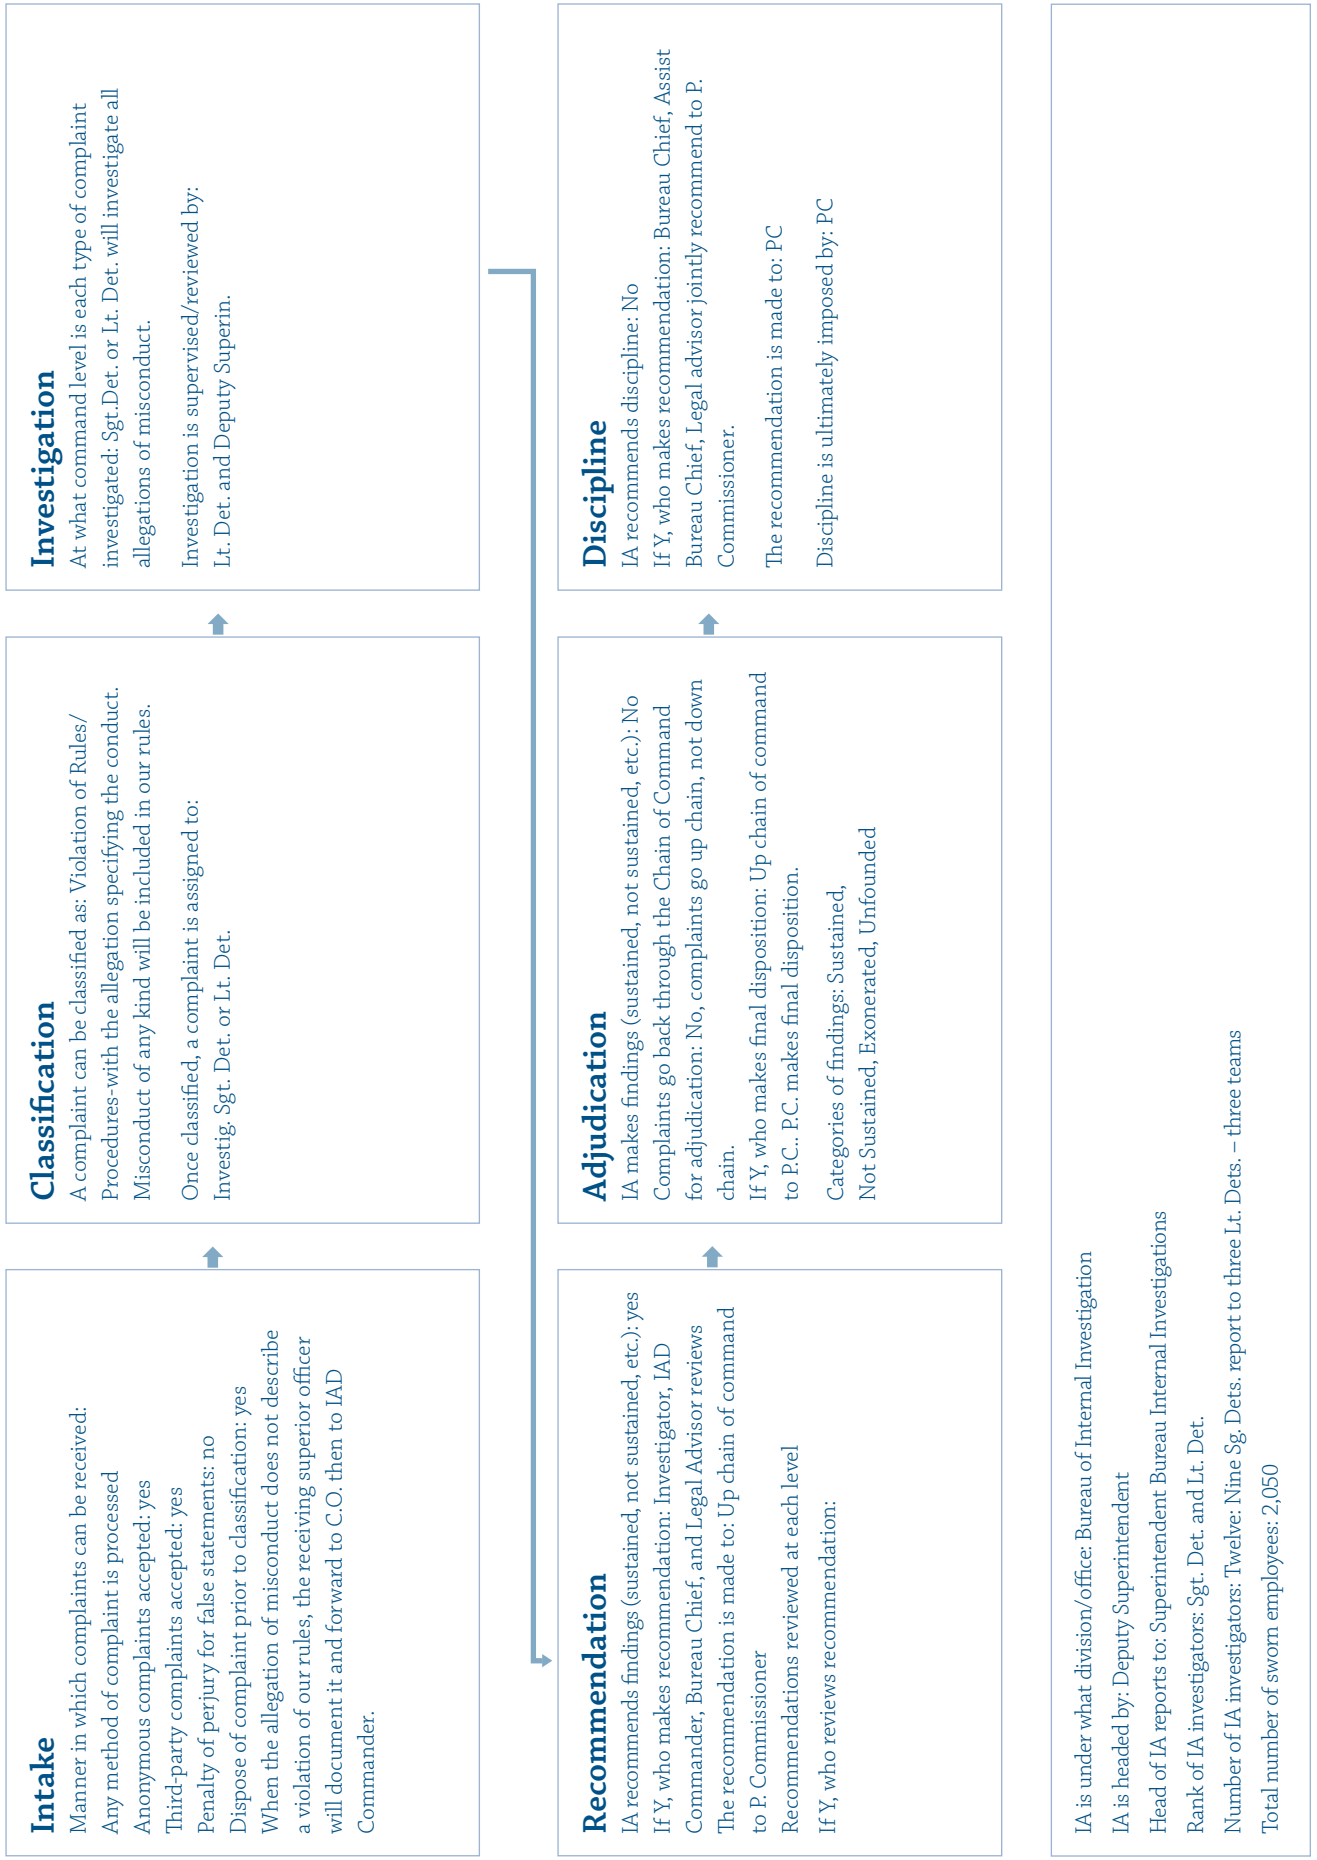 Intake
Manner in which complaints can be received:
Any method of complaint is processed
Anonymous complaints accepted: yes
Third-party complaints accepted: yes
Penalty of perjury for false statements: no
Dispose of complaint prior to classification: yes
When the allegation of misconduct does not describe
a violation of our rules, the receiving superior officer
will document it and forward to C.O. then to IAD
Commander.
Classification
A complaint can be classified as: Violation of Rules/
Procedures-with the allegation specifying the conduct.
Misconduct of any kind will be included in our rules.
Once classified, a complaint is assigned to:
Investig. Sgt. Det. or Lt. Det.
Investigation
At what command level is each type of complaint
investigated: Sgt.Det. or Lt. Det. will investigate all
allegations of misconduct.
Investigation is supervised/reviewed by:
Lt. Det. and Deputy Superin.
Recommendation
IA recommends findings (sustained, not sustained, etc.): yes
If Y, who makes recommendation: Investigator, IAD
Commander, Bureau Chief, and Legal Advisor reviews
The recommendation is made to: Up chain of command
to P. Commissioner
Recommendations reviewed at each level
If Y, who reviews recommendation:
Adjudication
IA makes findings (sustained, not sustained, etc.): No
Complaints go back through the Chain of Command
for adjudication: No, complaints go up chain, not down
chain.
If Y, who makes final disposition: Up chain of command
to P.C.. P.C. makes final disposition.
Categories of findings: Sustained,
Not Sustained, Exonerated, Unfounded
Discipline
IA recommends discipline: No
If Y, who makes recommendation: Bureau Chief, Assist
Bureau Chief, Legal advisor jointly recommend to P.
Commissioner.
The recommendation is made to: PC
Discipline is ultimately imposed by: PC
IA is under what division/office: Bureau of Internal Investigation
IA is headed by: Deputy Superintendent
Head of IA reports to: Superintendent Bureau Internal Investigations
Rank of IA investigators: Sgt. Det. and Lt. Det.
Number of IA investigators: Twelve: Nine Sg. Dets. report to three Lt. Dets. – three teams
Total number of sworn employees: 2,050